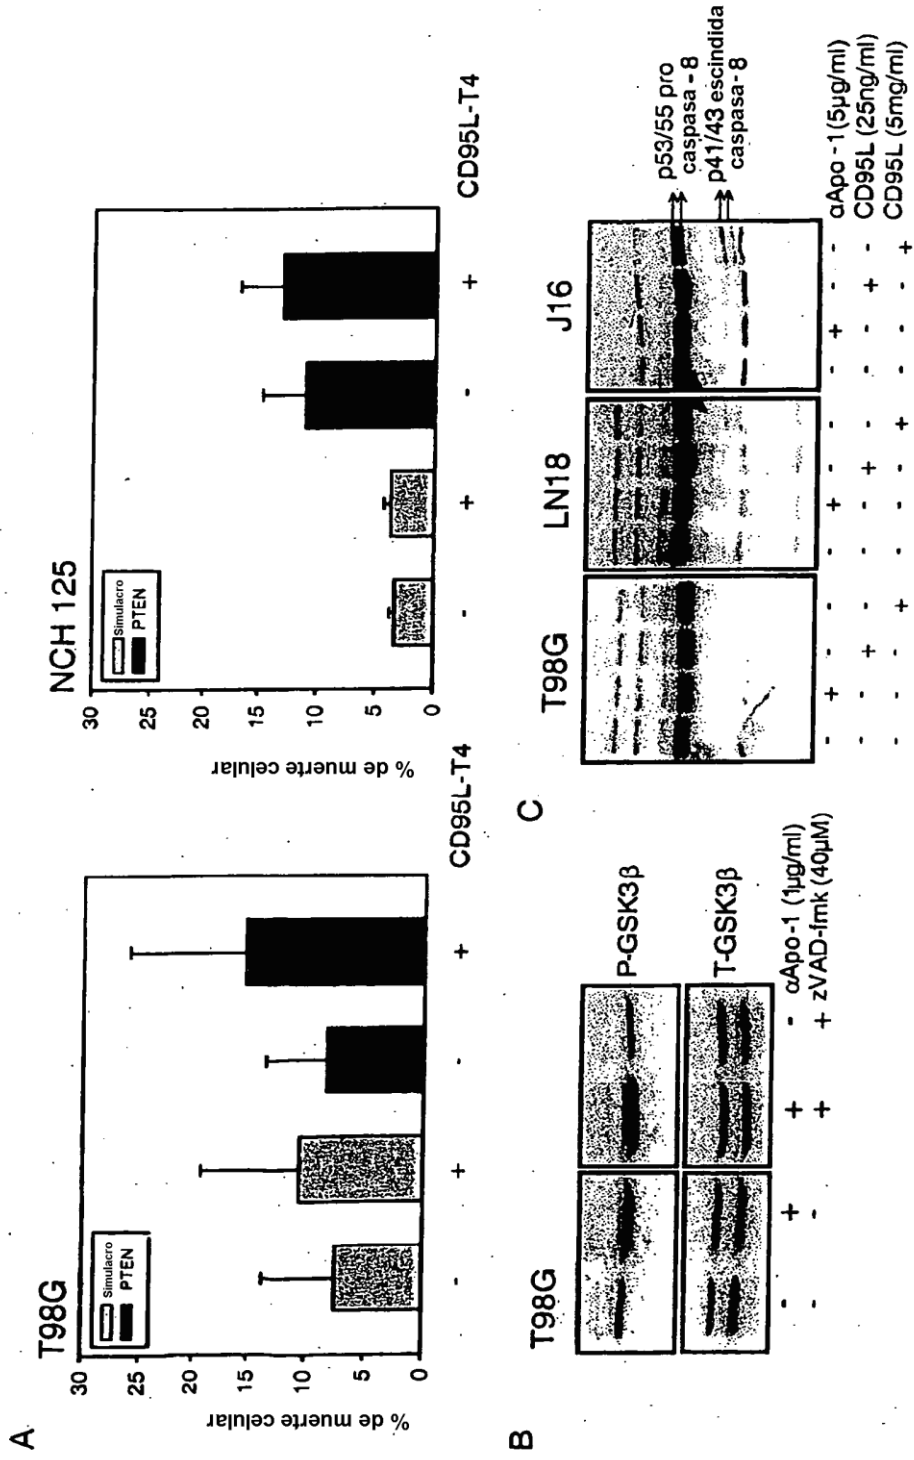 A
T98G
Simulacro
PTEN
% de muerte celular
30
25
20
15
10
5
0
- + - + CD95L-T4
NCH 125
Simulacro
PTEN
% de muerte celular
30
25
20
15
10
5
0
- + - + CD95L-T4
B
T98G
P-GSK3β
T-GSK3β
- + + - αApo-1 (1µg/ml)
- - + + zVAD-fmk (40µM)
C
T98G LN18 J16
p53/55 pro
caspasa-8
p41/43 escindida
caspasa-8
- + - - - + - - - + - - αApo-1 (5µg/ml)
- - + - - - + - - - + - CD95L (25ng/ml)
- - - + - - - + - - - + CD95L (5mg/ml)